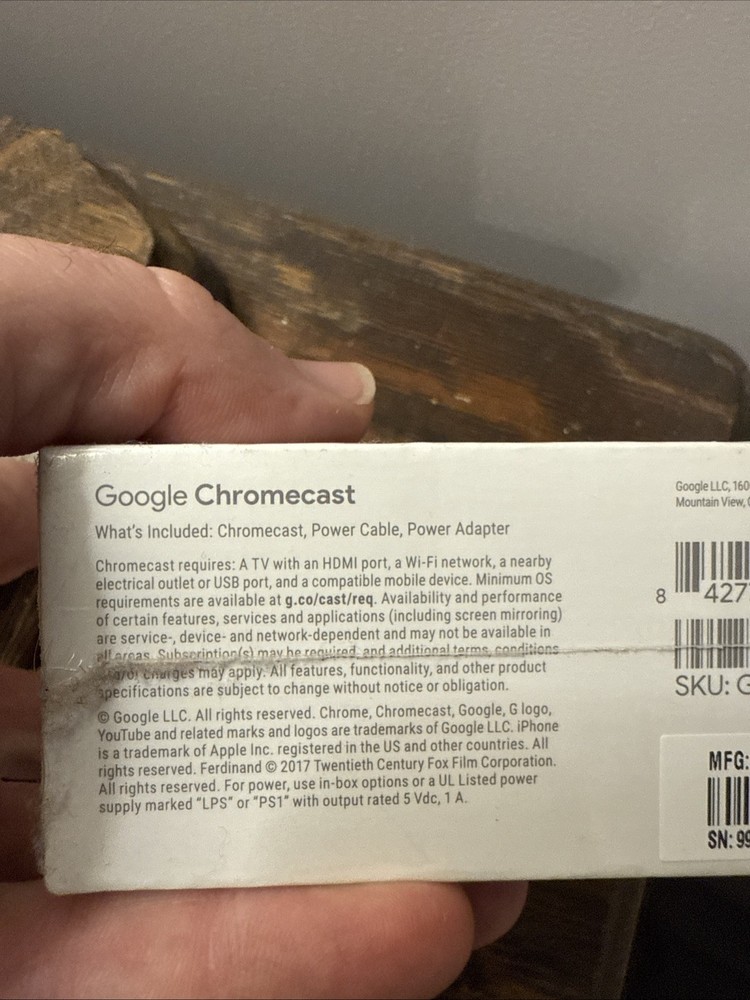 Google Chromecast
What's Included: Chromecast, Power Cable, Power Adapter
Chromecast requires: A TV with an HDMI port, a Wi-Fi network, a nearby
electrical outlet or USB port, and a compatible mobile device. Minimum OS
requirements are available at g.co/cast/req. Availability and performance
of certain features, services and applications (including screen mirroring)
are service-, device- and network-dependent and may not be available in
all areas. Subscription(s) may be required, and additional terms, conditions
and/or charges may apply. All features, functionality, and other product
specifications are subject to change without notice or obligation.
© Google LLC. All rights reserved. Chrome, Chromecast, Google, G logo,
YouTube and related marks and logos are trademarks of Google LLC. iPhone
is a trademark of Apple Inc. registered in the US and other countries. All
rights reserved. Ferdinand © 2017 Twentieth Century Fox Film Corporation.
All rights reserved. For power, use in-box options or a UL Listed power
supply marked "LPS" or "PS1" with output rated 5 Vdc, 1 A.
Google LLC, 160
Mountain View,
8 427
SKU: G
MFG:
SN: 99